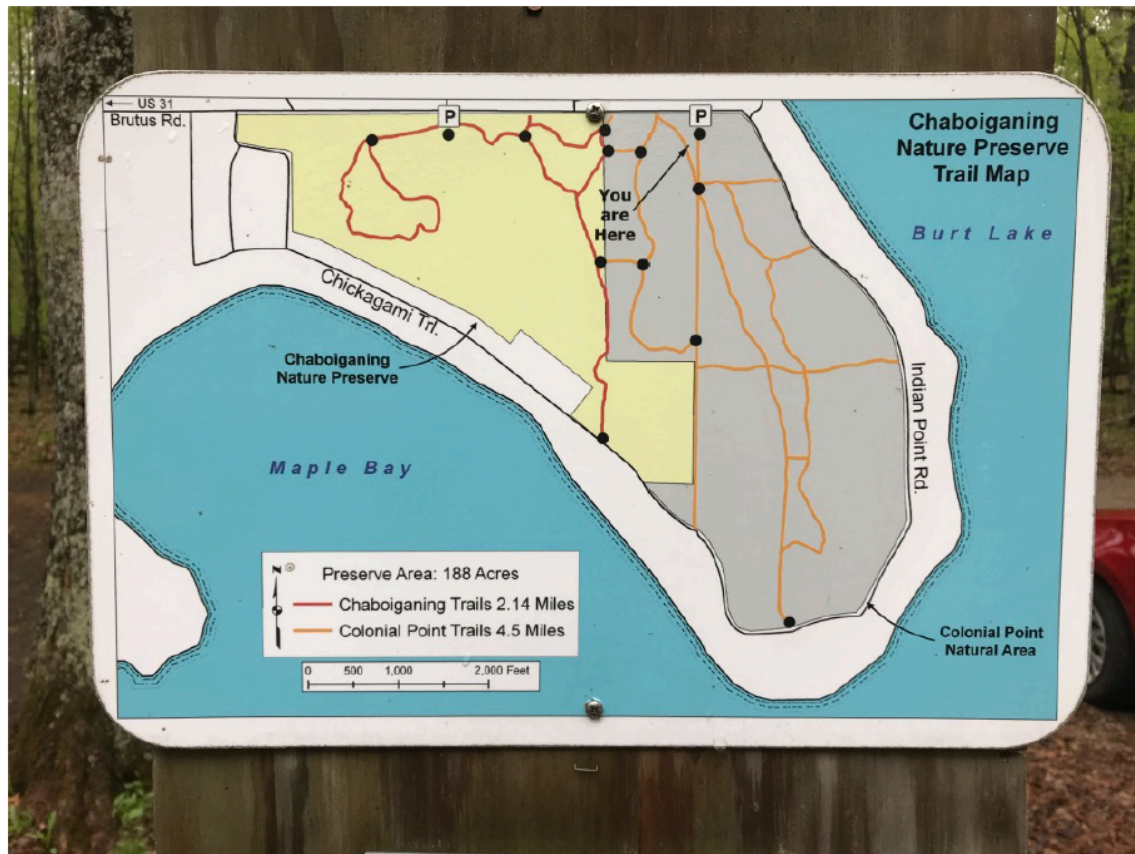 ← US 31
Brutus Rd.
P
P
Chaboiganing
Nature Preserve
Trail Map
You
are
Here
Burt Lake
Chickagami Trl.
Chaboiganing
Nature Preserve
Indian Point Rd.
Maple Bay
N
Preserve Area: 188 Acres
Chaboiganing Trails 2.14 Miles
Colonial Point Trails 4.5 Miles
0 500 1,000 2,000 Feet
Colonial Point
Natural Area